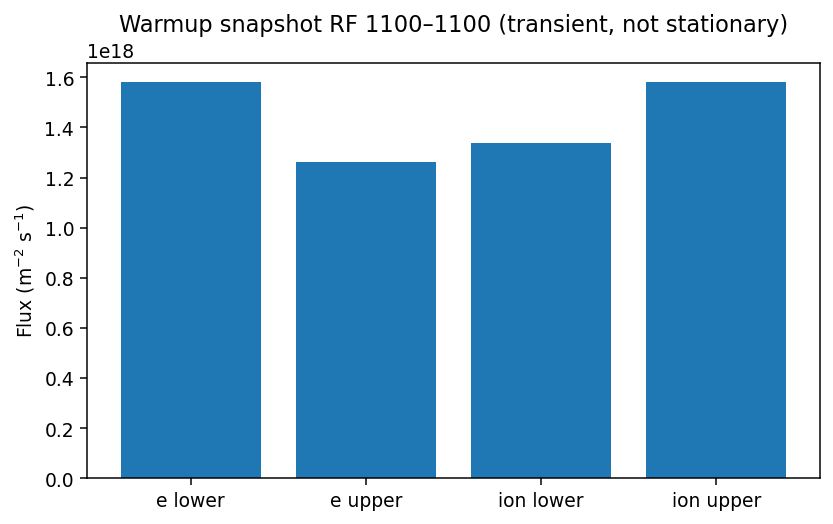 Warmup snapshot RF 1100–1100 (transient, not stationary)
1e18
1.6
1.4
1.2
1.0
0.8
0.6
0.4
0.2
0.0
Flux (m⁻² s⁻¹)
e lower e upper ion lower ion upper